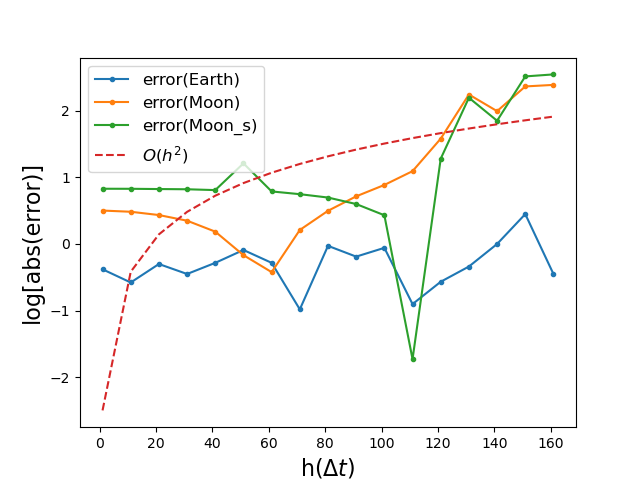 error(Earth)
error(Moon)
error(Moon_s)
O(h²)
log[abs(error)]
2
1
0
−1
−2
0 20 40 60 80 100 120 140 160
h(Δt)